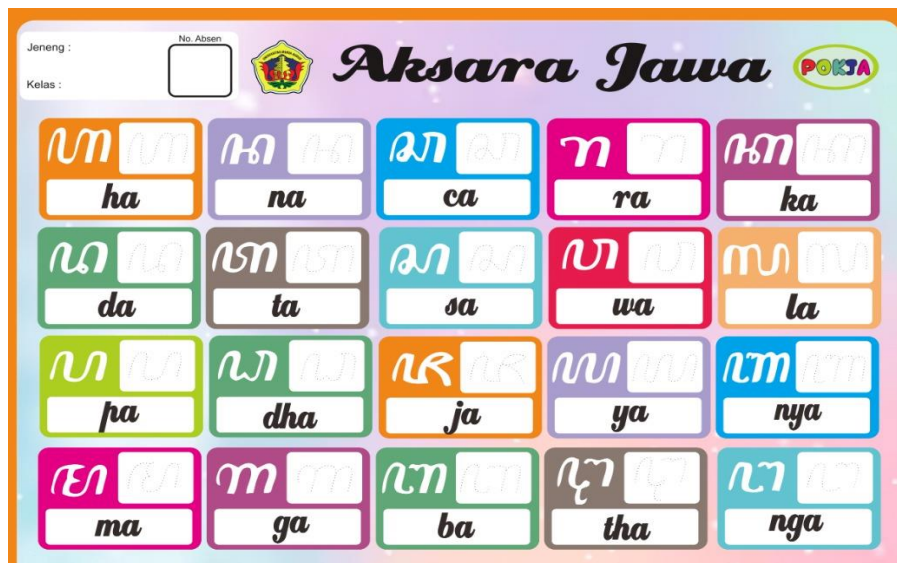 Jeneng :
No. Absen
Kelas :
Aksara Jawa
POKJA
ꦲ ꦤ ꦕ ꦫ ꦏ
ha na ca ra ka
ꦢ ꦠ ꦱ ꦮ ꦭ
da ta sa wa la
ꦥ ꦝ ꦗ ꦪ ꦚ
pa dha ja ya nya
ꦩ ꦒ ꦧ ꦛ ꦔ
ma ga ba tha nga